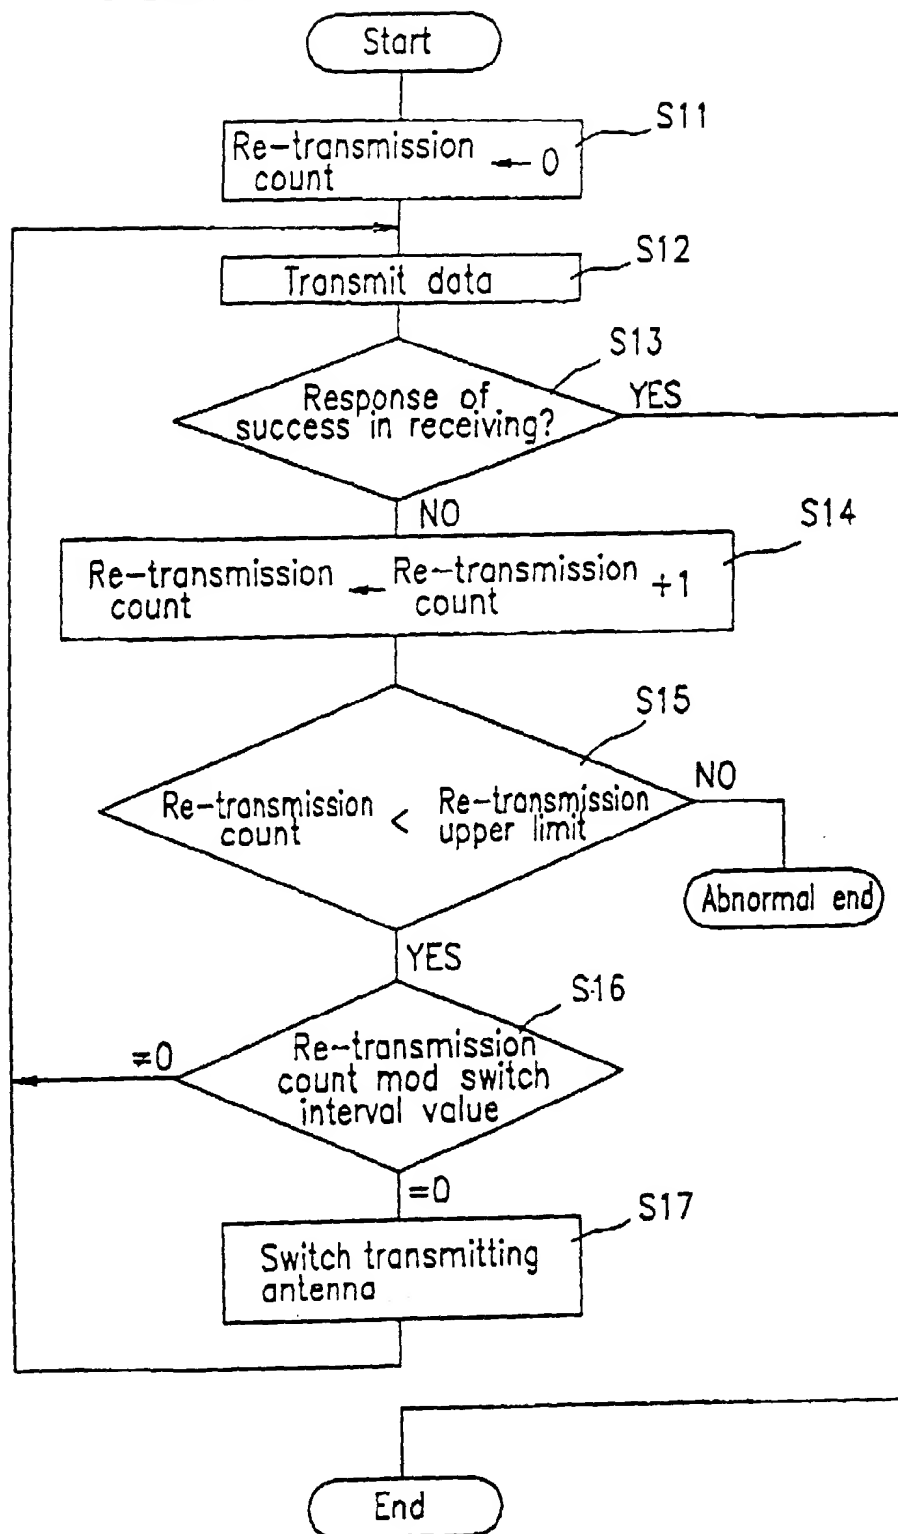 Start
S11
Re-transmission
count
← 0
S12
Transmit data
S13
Response of
success in receiving?
YES
NO
S14
Re-transmission
count
←
Re-transmission
count
+1
S15
Re-transmission
count
<
Re-transmission
upper limit
NO
Abnormal end
YES
S16
Re-transmission
count mod switch
interval value
≠0
=0
S17
Switch transmitting
antenna
End